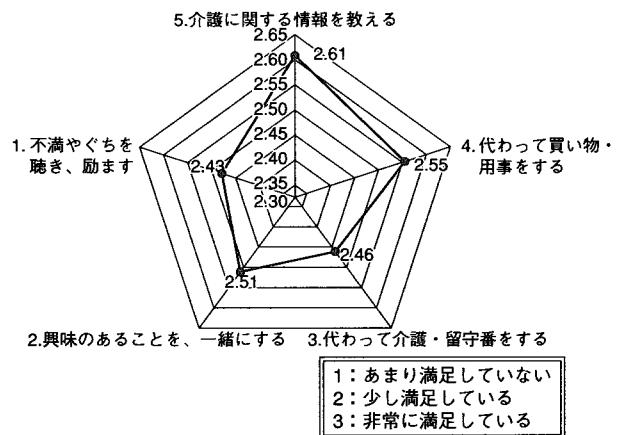 5.介護に関する情報を教える
2.65
2.60
2.61
2.55
2.50
2.45
2.40
2.35
2.30
1. 不満やぐちを
聴き、励ます
2.43
4.代わって買い物・
用事をする
2.55
2.46
2.51
2.興味のあることを、一緒にする
3.代わって介護・留守番をする
1：あまり満足していない
2：少し満足している
3：非常に満足している